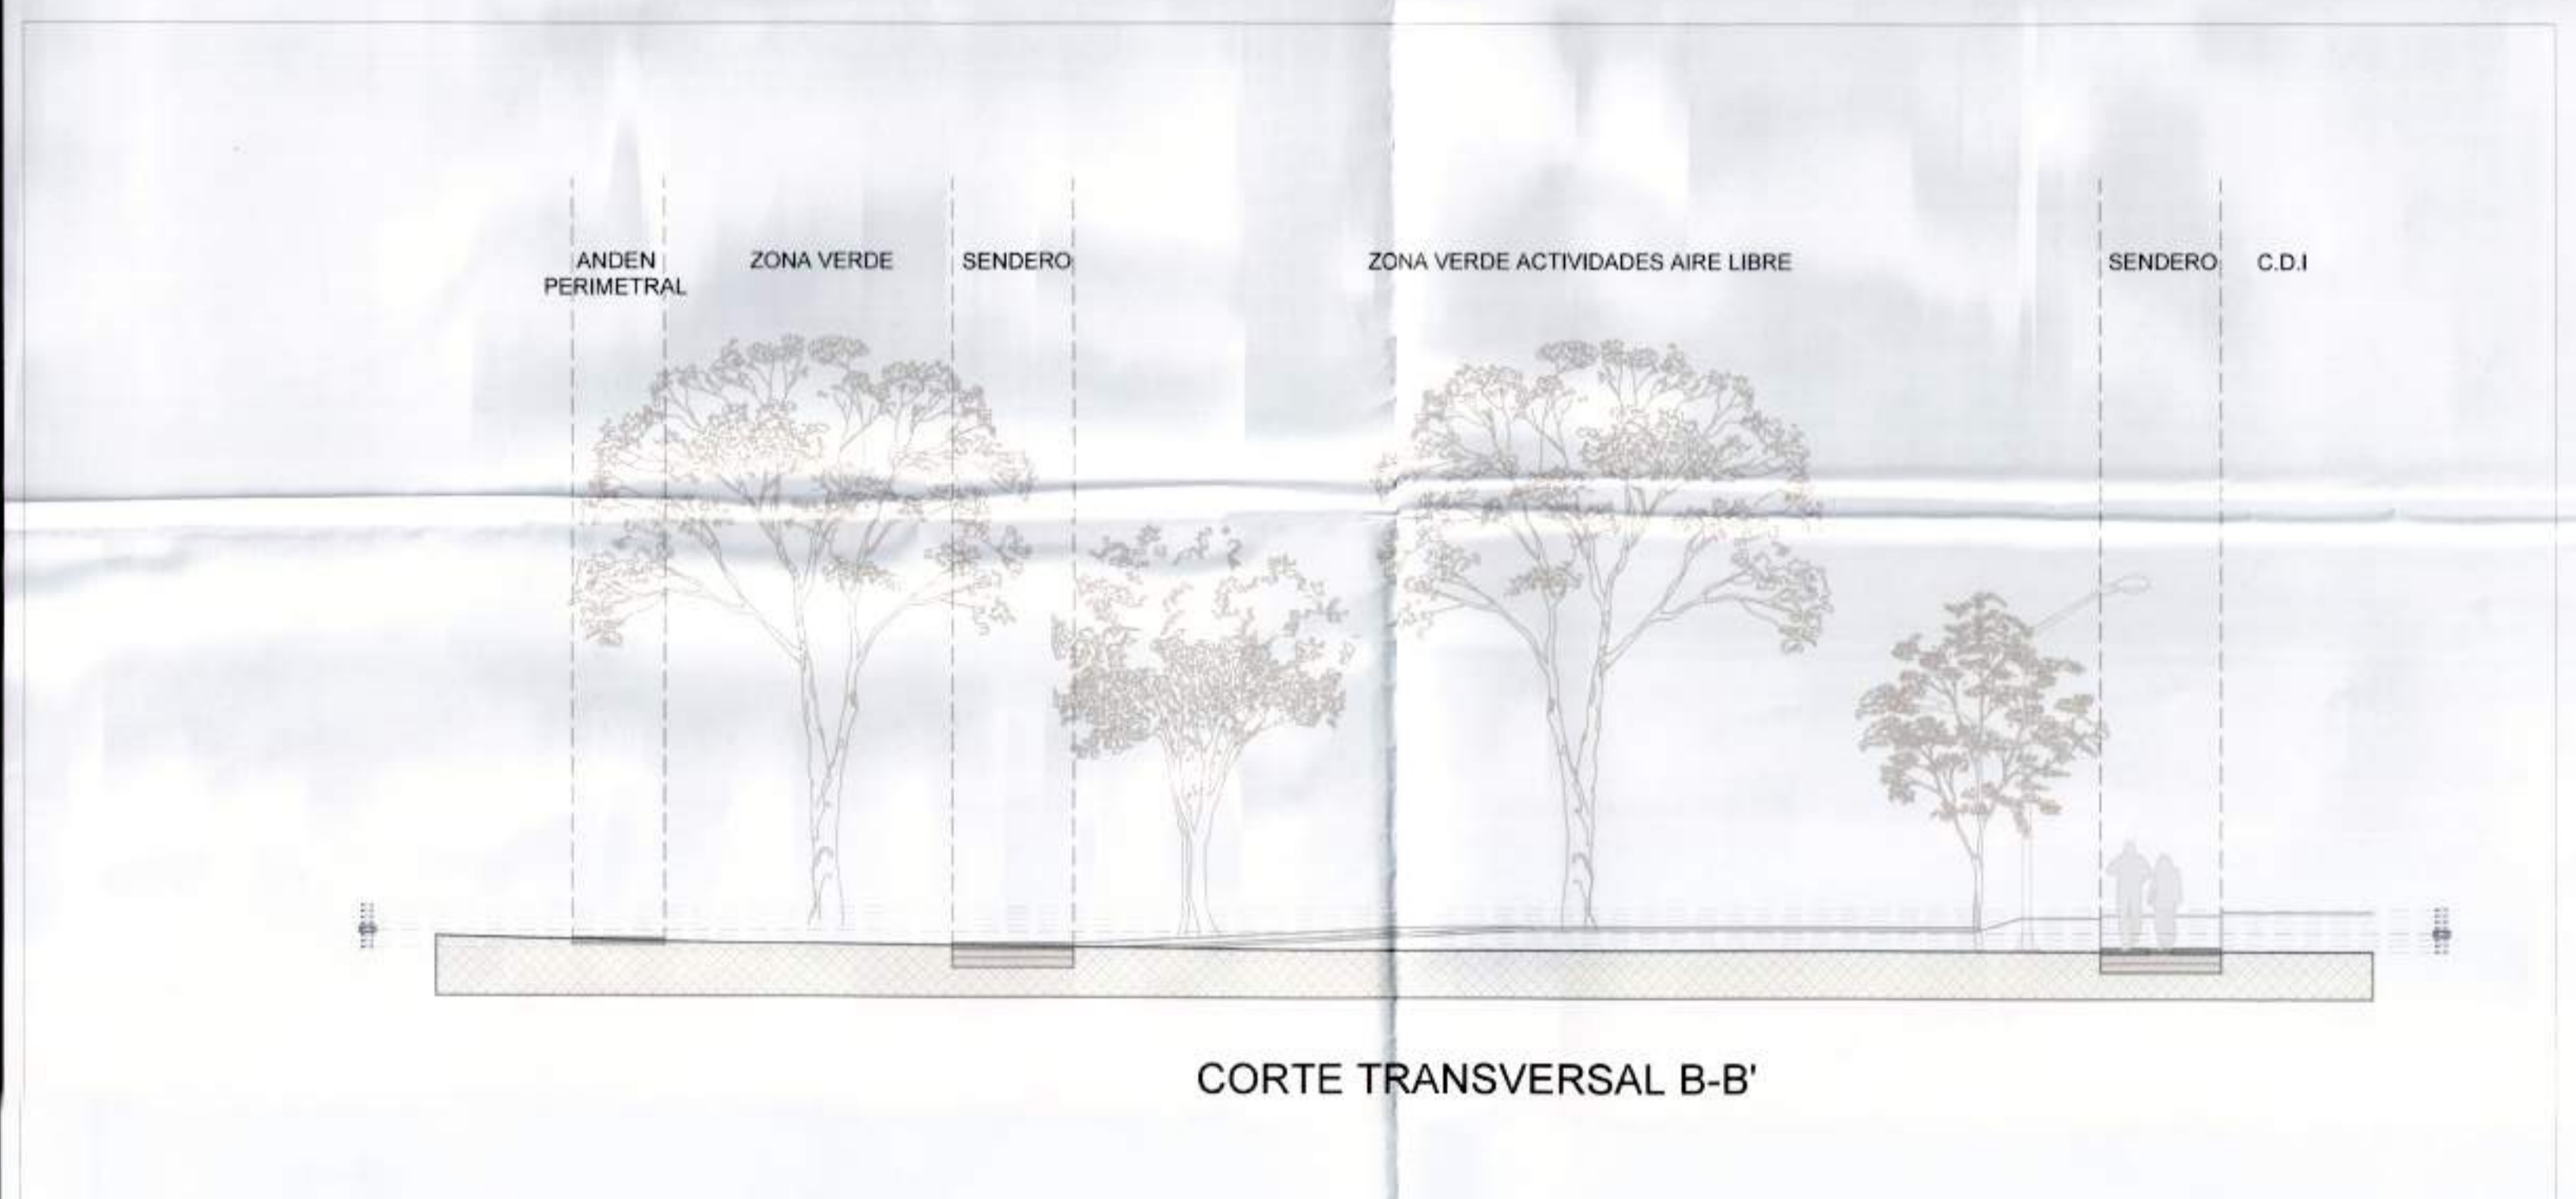 ANDEN
PERIMETRAL
ZONA VERDE
SENDERO
ZONA VERDE ACTIVIDADES AIRE LIBRE
SENDERO
C.D.I
CORTE TRANSVERSAL B-B'